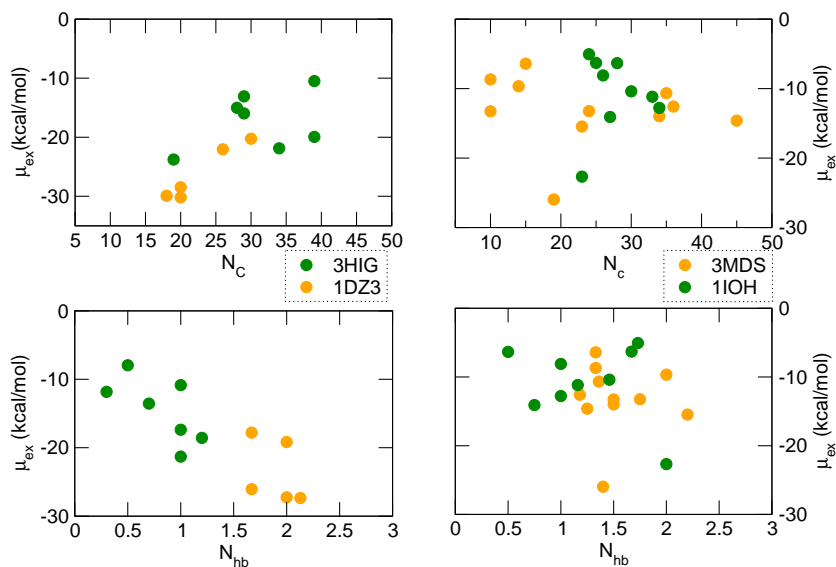 0
-10
-20
-30
μex(kcal/mol)
5 10 15 20 25 30 35 40 45 50
NC
0
-10
-20
-30
μex (kcal/mol)
10 20 30 40 50
Nc
3HIG
1DZ3
3MDS
1IOH
0
-10
-20
-30
μex (kcal/mol)
0 0.5 1 1.5 2 2.5 3
Nhb
0
-10
-20
-30
μex (kcal/mol)
0 0.5 1 1.5 2 2.5 3
Nhb